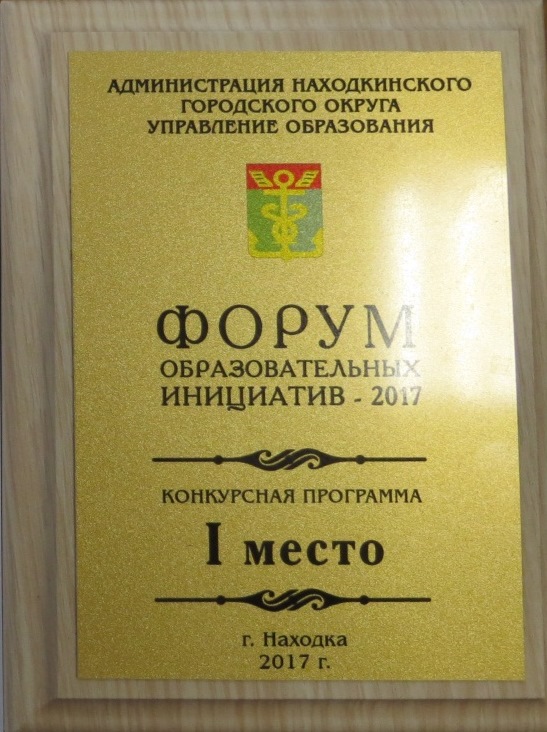 АДМИНИСТРАЦИЯ НАХОДКИНСКОГО
ГОРОДСКОГО ОКРУГА
УПРАВЛЕНИЕ ОБРАЗОВАНИЯ
ФОРУМ
ОБРАЗОВАТЕЛЬНЫХ
ИНИЦИАТИВ - 2017
КОНКУРСНАЯ ПРОГРАММА
I место
г. Находка
2017 г.